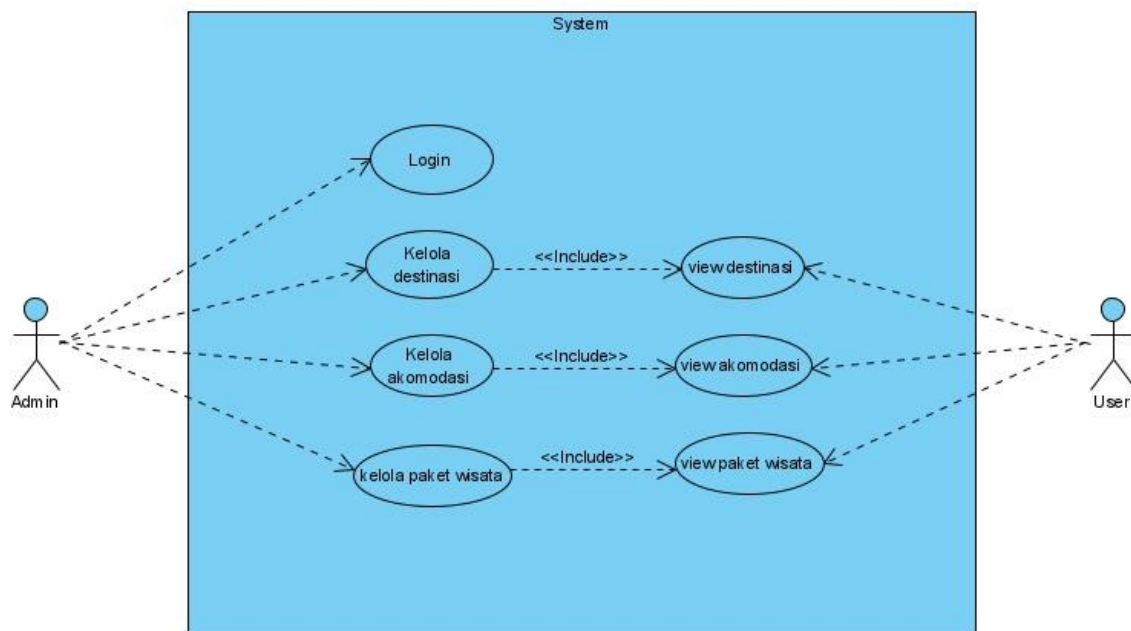 System
Login
Kelola
destinasi
<<Include>>
view destinasi
Kelola
akomodasi
<<Include>>
view akomodasi
Admin
User
kelola paket wisata
<<Include>>
view paket wisata